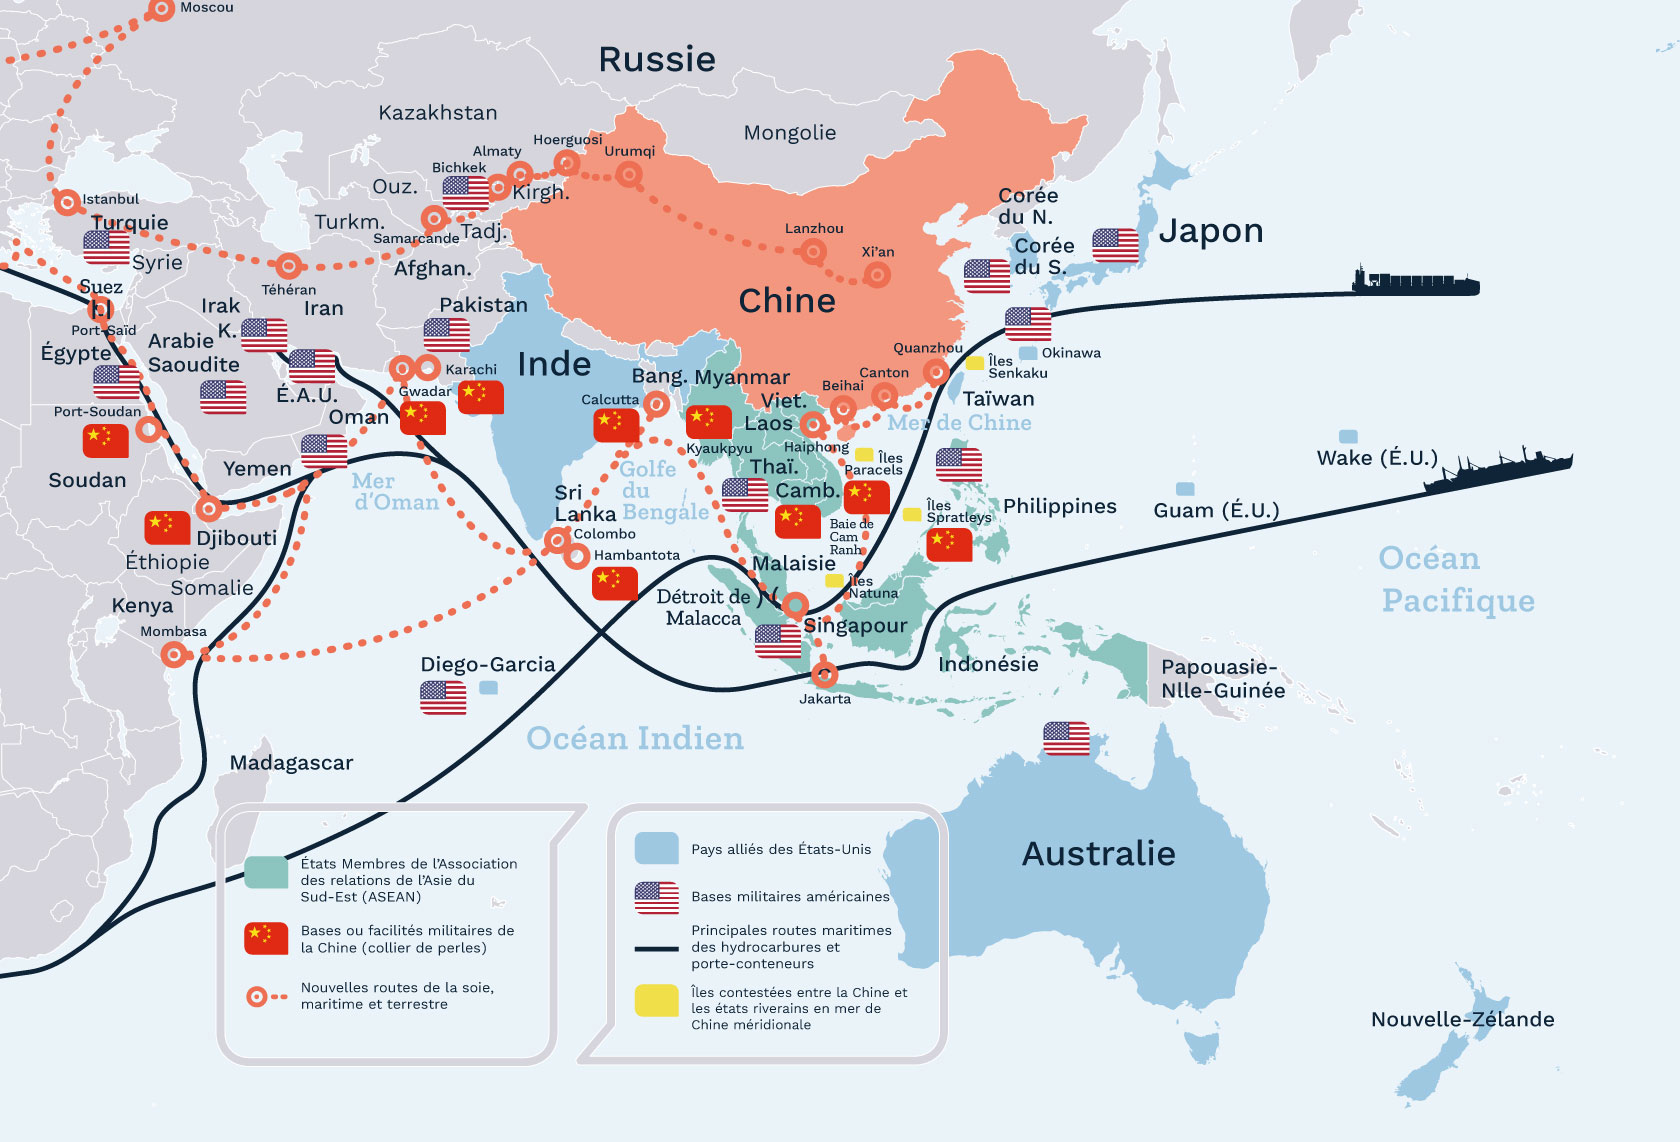 Moscou
Russie
Kazakhstan
Mongolie
Hoerguosi
Almaty
Urumqi
Bichkek
Ouz.
Kirgh.
Istanbul
Turquie
Turkm.
Samarcande
Tadj.
Lanzhou
Xi'an
Corée
du N.
Corée
du S.
Japon
Syrie
Afghan.
Téhéran
Suez
Port-Saïd
Irak
K.
Iran
Pakistan
Chine
Égypte
Arabie
Saoudite
É.A.U.
Oman
Karachi
Gwadar
Inde
Bang.
Calcutta
Myanmar
Viet.
Laos
Beihai
Canton
Quanzhou
Îles
Senkaku
Okinawa
Taïwan
Mer de Chine
Port-Soudan
Soudan
Yemen
Mer
d'Oman
Golfe
du
Bengale
Kyaukpyu
Haiphong
Îles
Paracels
Thaï.
Camb.
Baie de
Cam
Ranh
Îles
Spratleys
Philippines
Wake (É.U.)
Guam (É.U.)
Djibouti
Éthiopie
Somalie
Kenya
Mombasa
Sri
Lanka
Colombo
Hambantota
Malaisie
Îles
Natuna
Détroit de
Malacca
Singapour
Océan
Pacifique
Diego-Garcia
Jakarta
Indonésie
Papouasie-
Nlle-Guinée
Océan Indien
Madagascar
Australie
Nouvelle-Zélande
États Membres de l'Association
des relations de l'Asie du
Sud-Est (ASEAN)
Bases ou facilités militaires de
la Chine (collier de perles)
Nouvelles routes de la soie,
maritime et terrestre
Pays alliés des États-Unis
Bases militaires américaines
Principales routes maritimes
des hydrocarbures et
porte-conteneurs
Îles contestées entre la Chine et
les états riverains en mer de
Chine méridionale